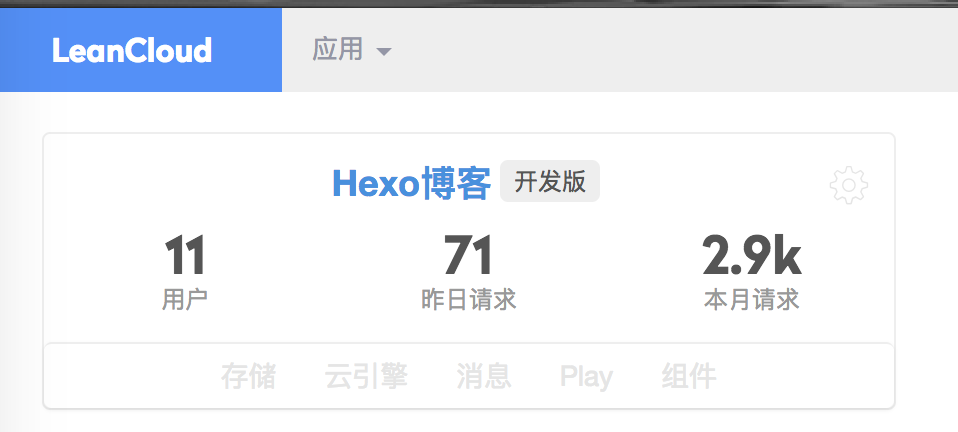 LeanCloud 应用
Hexo博客 开发版
11 71 2.9k
用户 昨日请求 本月请求
存储 云引擎 消息 Play 组件